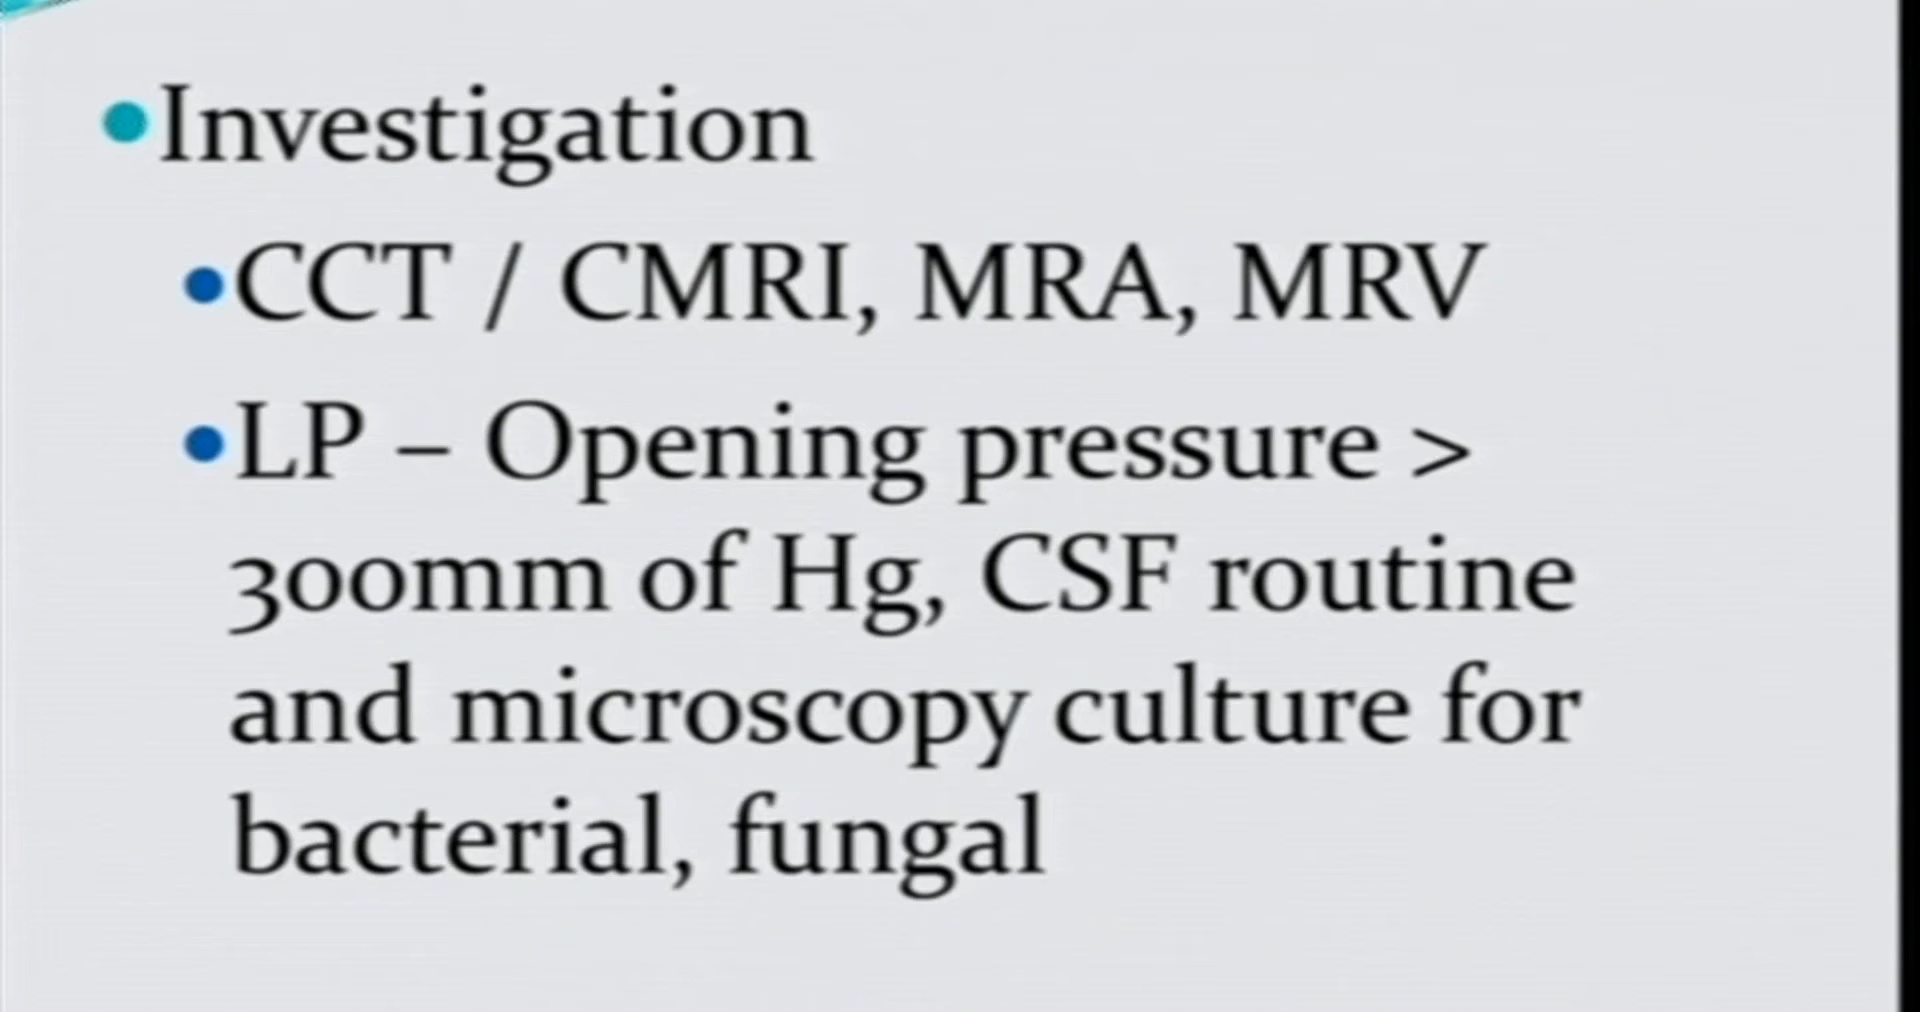 •Investigation
•CCT / CMRI, MRA, MRV
•LP – Opening pressure >
300mm of Hg, CSF routine
and microscopy culture for
bacterial, fungal